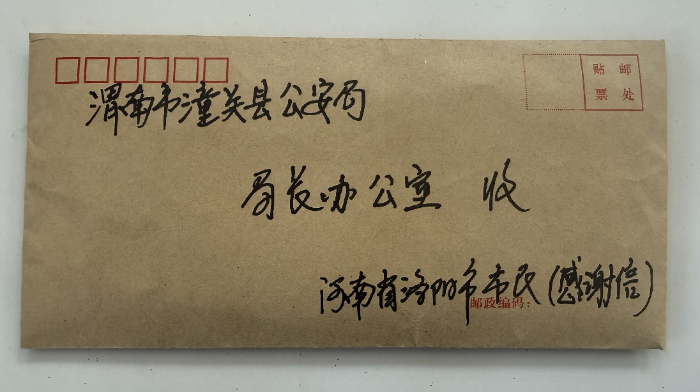 贴 邮
票 处
渭南市潼关县公安局
局长办公室 收
河南省洛阳市市民(感谢信)
邮政编码: